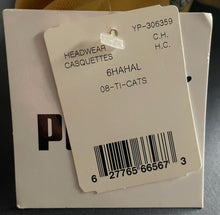 YP-306359
HEADWEAR C.H.
CASQUETTES H.C.
6HAHAL
08-TI-CATS
6 27765 66567 3